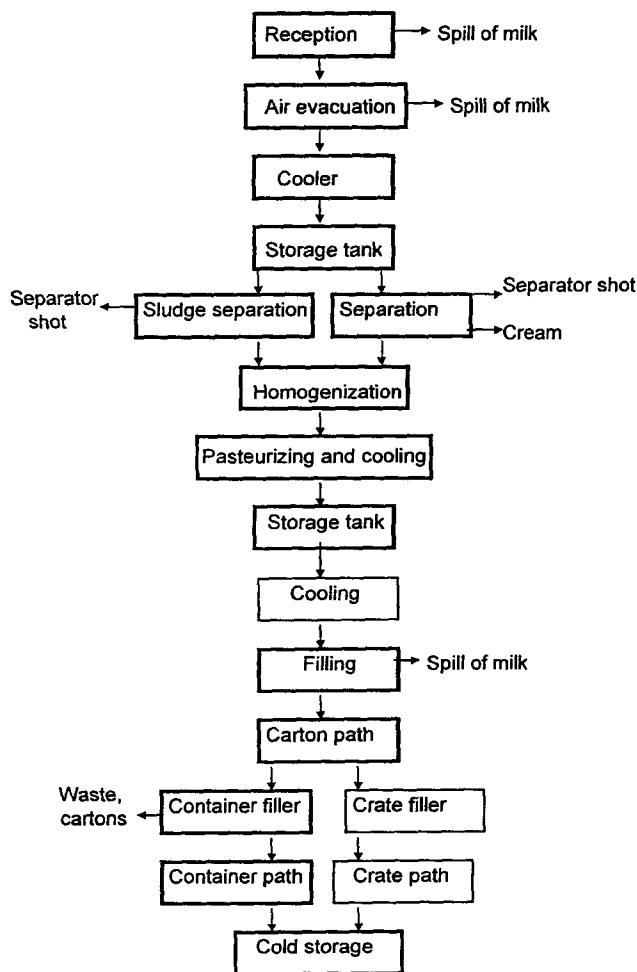 Reception
Spill of milk
Air evacuation
Spill of milk
Cooler
Storage tank
Separator
shot
Sludge separation
Separation
Separator shot
Cream
Homogenization
Pasteurizing and cooling
Storage tank
Cooling
Filling
Spill of milk
Carton path
Waste,
cartons
Container filler
Crate filler
Container path
Crate path
Cold storage